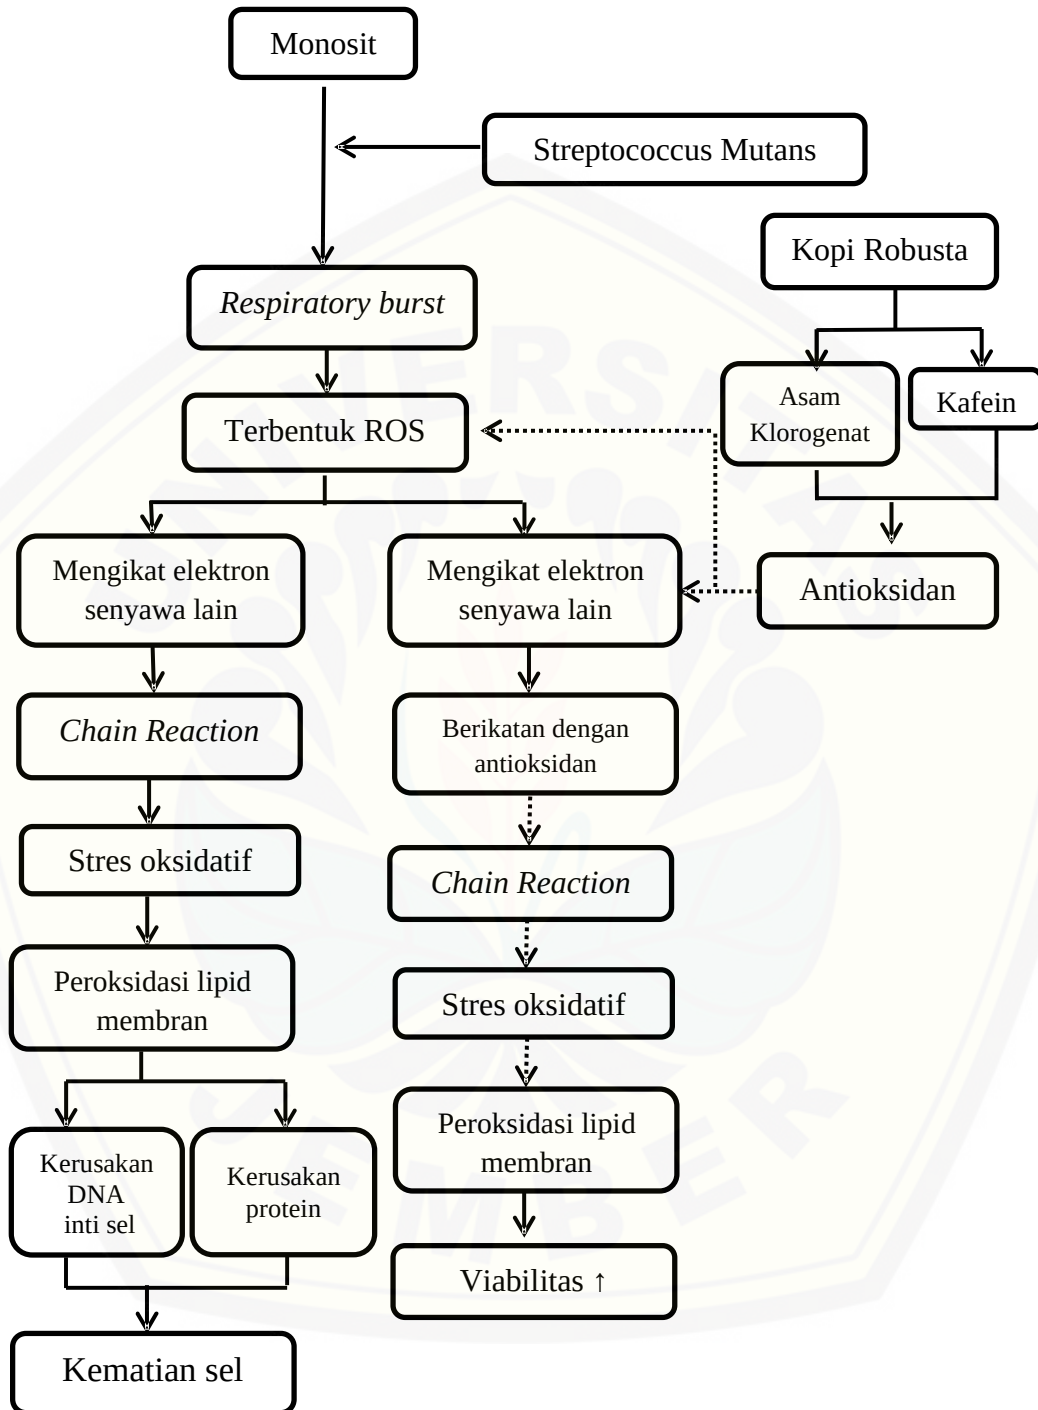 Monosit
Streptococcus Mutans
Kopi Robusta
Respiratory burst
Asam
Klorogenat
Kafein
Terbentuk ROS
Mengikat elektron
senyawa lain
Mengikat elektron
senyawa lain
Antioksidan
Chain Reaction
Berikatan dengan
antioksidan
Stres oksidatif
Chain Reaction
Peroksidasi lipid
membran
Stres oksidatif
Kerusakan
DNA
inti sel
Kerusakan
protein
Peroksidasi lipid
membran
Viabilitas ↑
Kematian sel
UNIVERSITAS
JEMBER